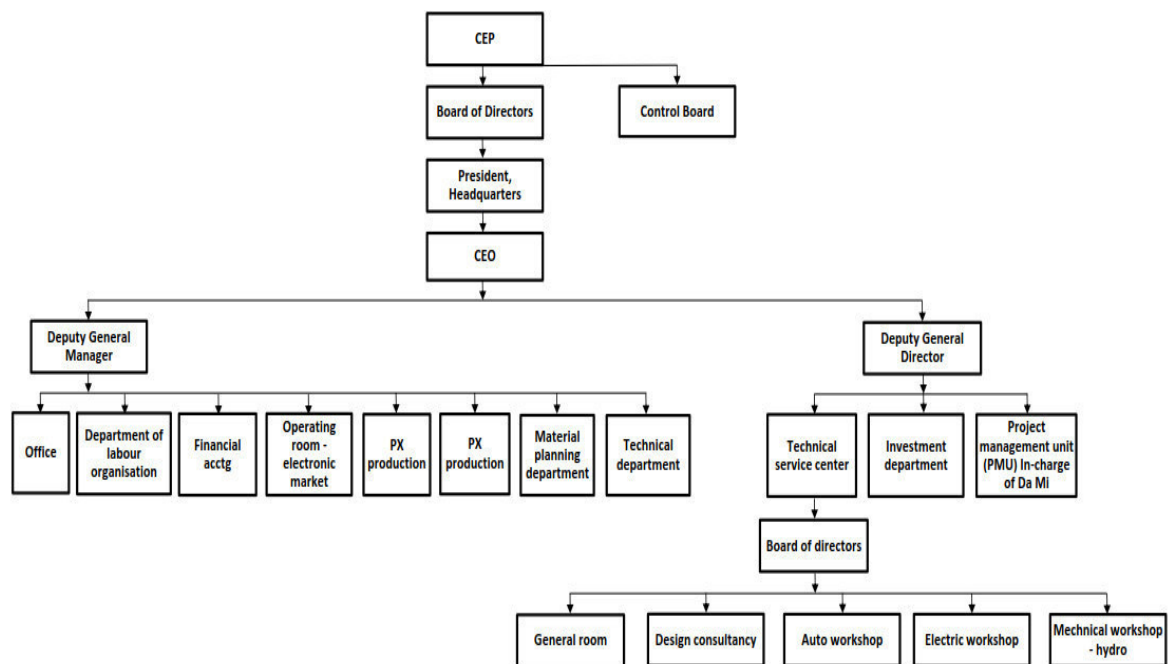 CEP
Board of Directors
Control Board
President,
Headquarters
CEO
Deputy General
Manager
Deputy General
Director
Office
Department of
labour
organisation
Financial
acctg
Operating
room -
electronic
market
PX
production
PX
production
Material
planning
department
Technical
department
Technical
service center
Investment
department
Project
management unit
(PMU) In-charge
of Da Mi
Board of directors
General room
Design consultancy
Auto workshop
Electric workshop
Mechnical workshop
- hydro